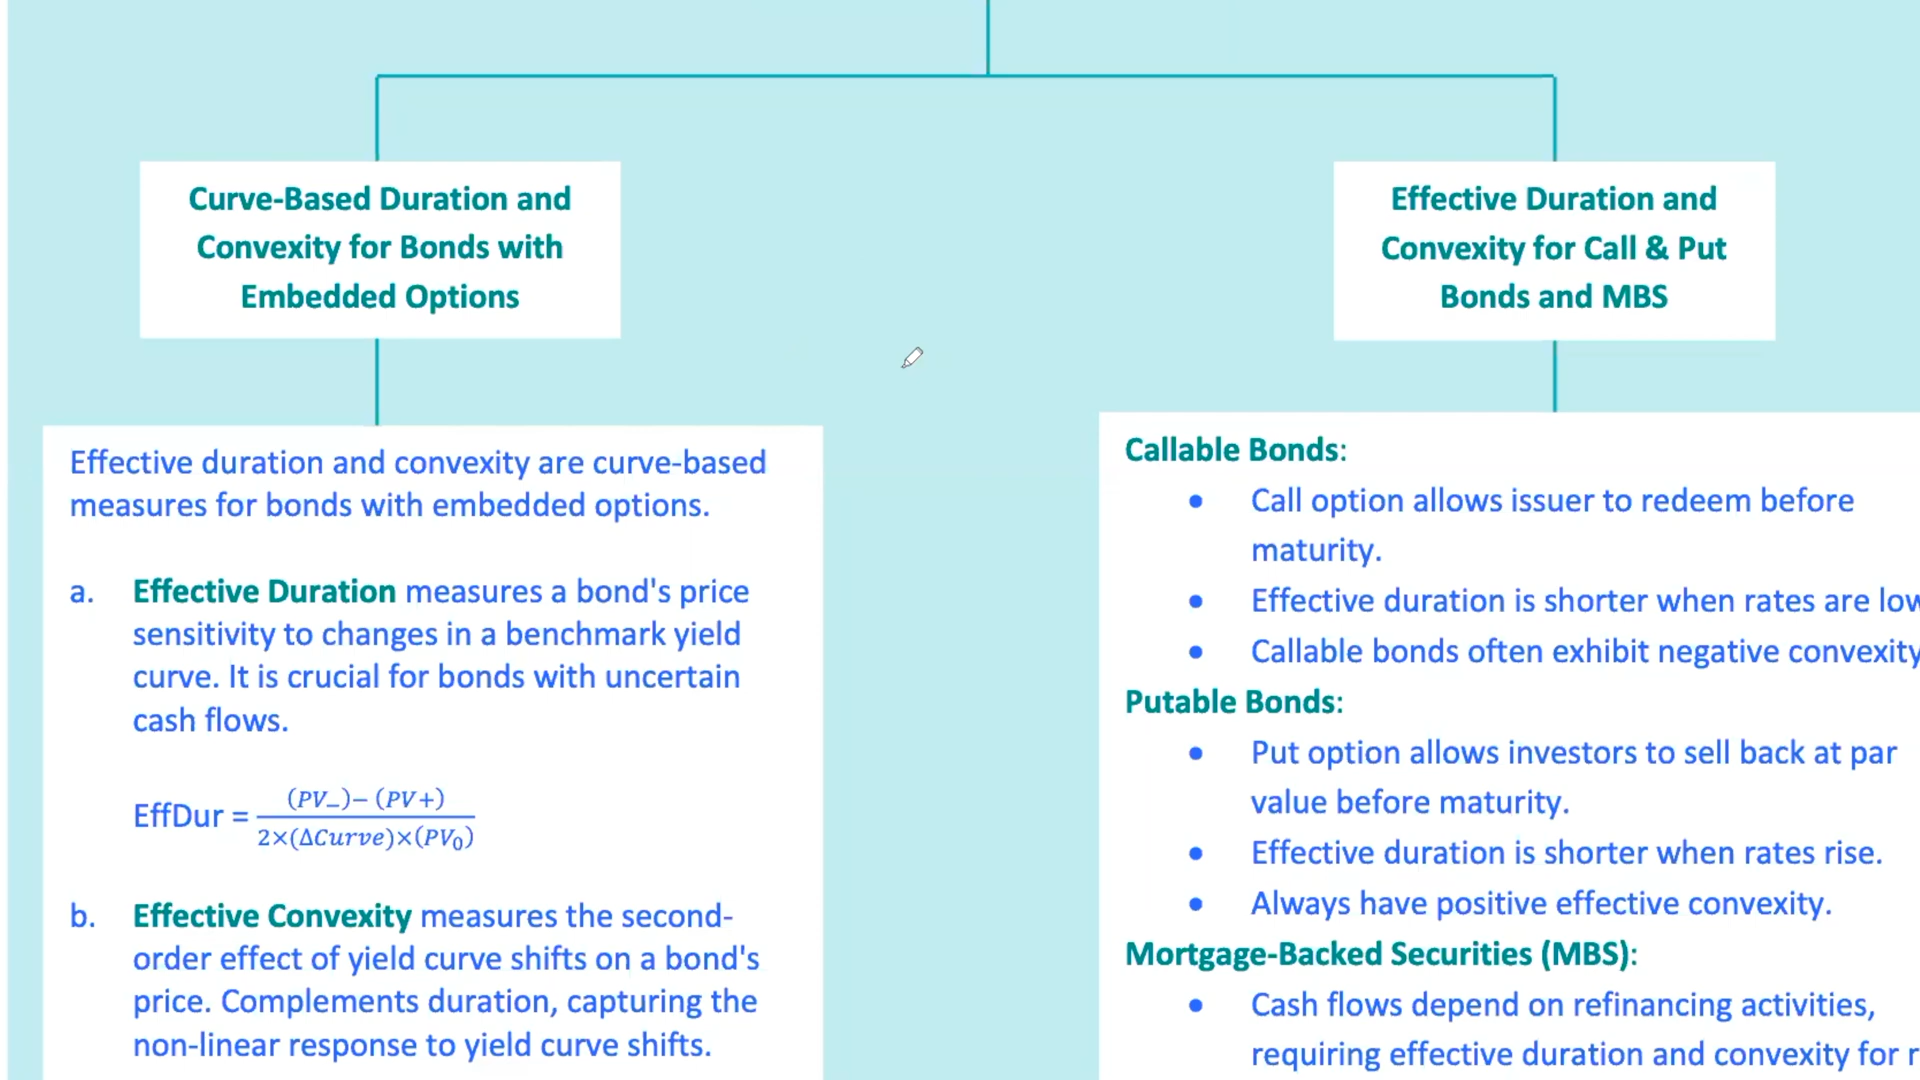 Curve-Based Duration and
Convexity for Bonds with
Embedded Options
Effective duration and convexity are curve-based
measures for bonds with embedded options.
a. Effective Duration measures a bond's price
sensitivity to changes in a benchmark yield
curve. It is crucial for bonds with uncertain
cash flows.
EffDur = (PV_)− (PV+) / 2×(ΔCurve)×(PV₀)
b. Effective Convexity measures the second-
order effect of yield curve shifts on a bond's
price. Complements duration, capturing the
non-linear response to yield curve shifts.
Effective Duration and
Convexity for Call & Put
Bonds and MBS
Callable Bonds:
• Call option allows issuer to redeem before
maturity.
• Effective duration is shorter when rates are low
• Callable bonds often exhibit negative convexity
Putable Bonds:
• Put option allows investors to sell back at par
value before maturity.
• Effective duration is shorter when rates rise.
• Always have positive effective convexity.
Mortgage-Backed Securities (MBS):
• Cash flows depend on refinancing activities,
requiring effective duration and convexity for